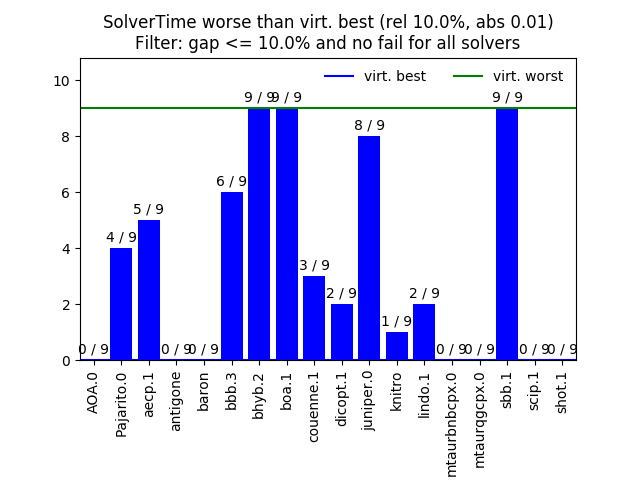 SolverTime worse than virt. best (rel 10.0%, abs 0.01)
Filter: gap <= 10.0% and no fail for all solvers
virt. best
virt. worst
10
8
6
4
2
0
0 / 9
4 / 9
5 / 9
0 / 9
0 / 9
6 / 9
9 / 9
9 / 9
3 / 9
2 / 9
8 / 9
1 / 9
2 / 9
0 / 9
0 / 9
9 / 9
0 / 9
0 / 9
AOA.0
Pajarito.0
aecp.1
antigone
baron
bbb.3
bhyb.2
boa.1
couenne.1
dicopt.1
juniper.0
knitro
lindo.1
mtaurbnbcpx.0
mtaurqgcpx.0
sbb.1
scip.1
shot.1